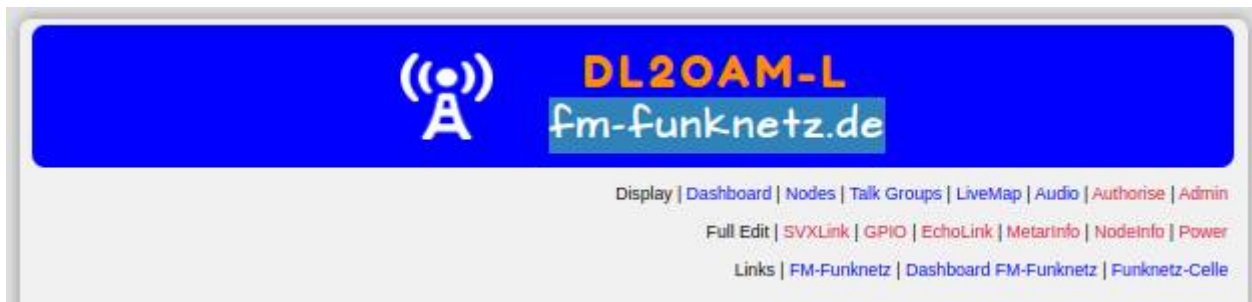 DL2OAM-L
fm-funknetz.de
Display | Dashboard | Nodes | Talk Groups | LiveMap | Audio | Authorise | Admin
Full Edit | SVXLink | GPIO | EchoLink | MetarInfo | NodeInfo | Power
Links | FM-Funknetz | Dashboard FM-Funknetz | Funknetz-Celle